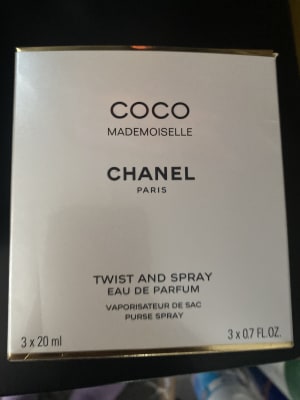 COCO
MADEMOISELLE
CHANEL
PARIS
TWIST AND SPRAY
EAU DE PARFUM
VAPORISATEUR DE SAC
PURSE SPRAY
3 x 20 ml
3 x 0.7 FL.OZ.